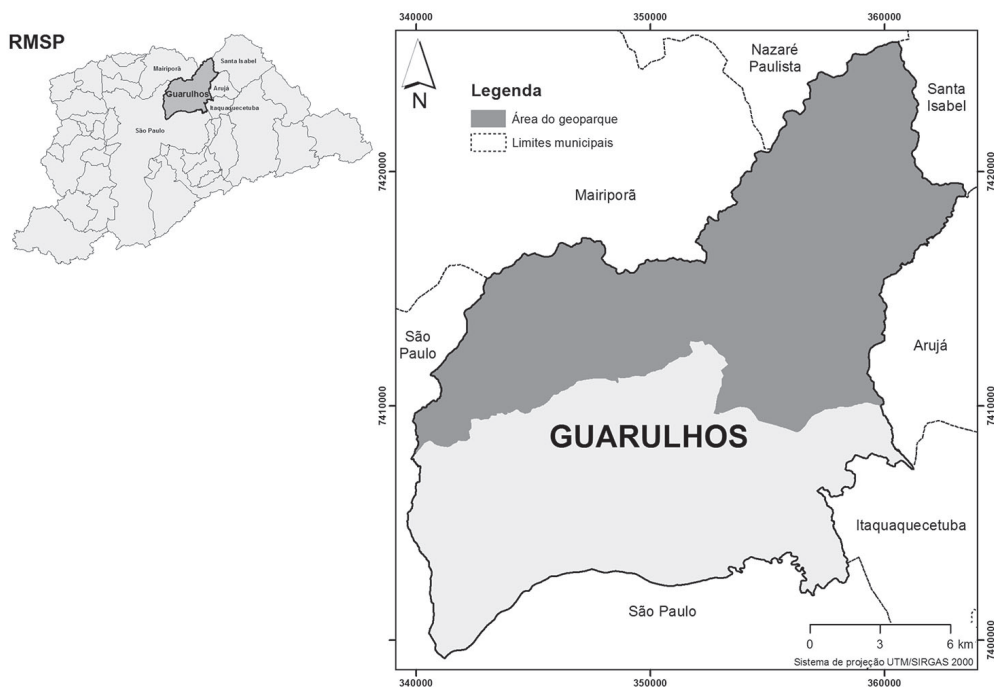 RMSP
Mairiporã
Santa Isabel
Guarulhos
Arujá
Itaquaquecetuba
São Paulo
340000
350000
360000
N
Legenda
Área do geoparque
Limites municipais
Nazaré
Paulista
Santa
Isabel
7420000
7420000
Mairiporã
São
Paulo
Arujá
7410000
7410000
GUARULHOS
Itaquaquecetuba
São Paulo
0 3 6 km
7400000
Sistema de projeção UTM/SIRGAS 2000
340000
350000
360000